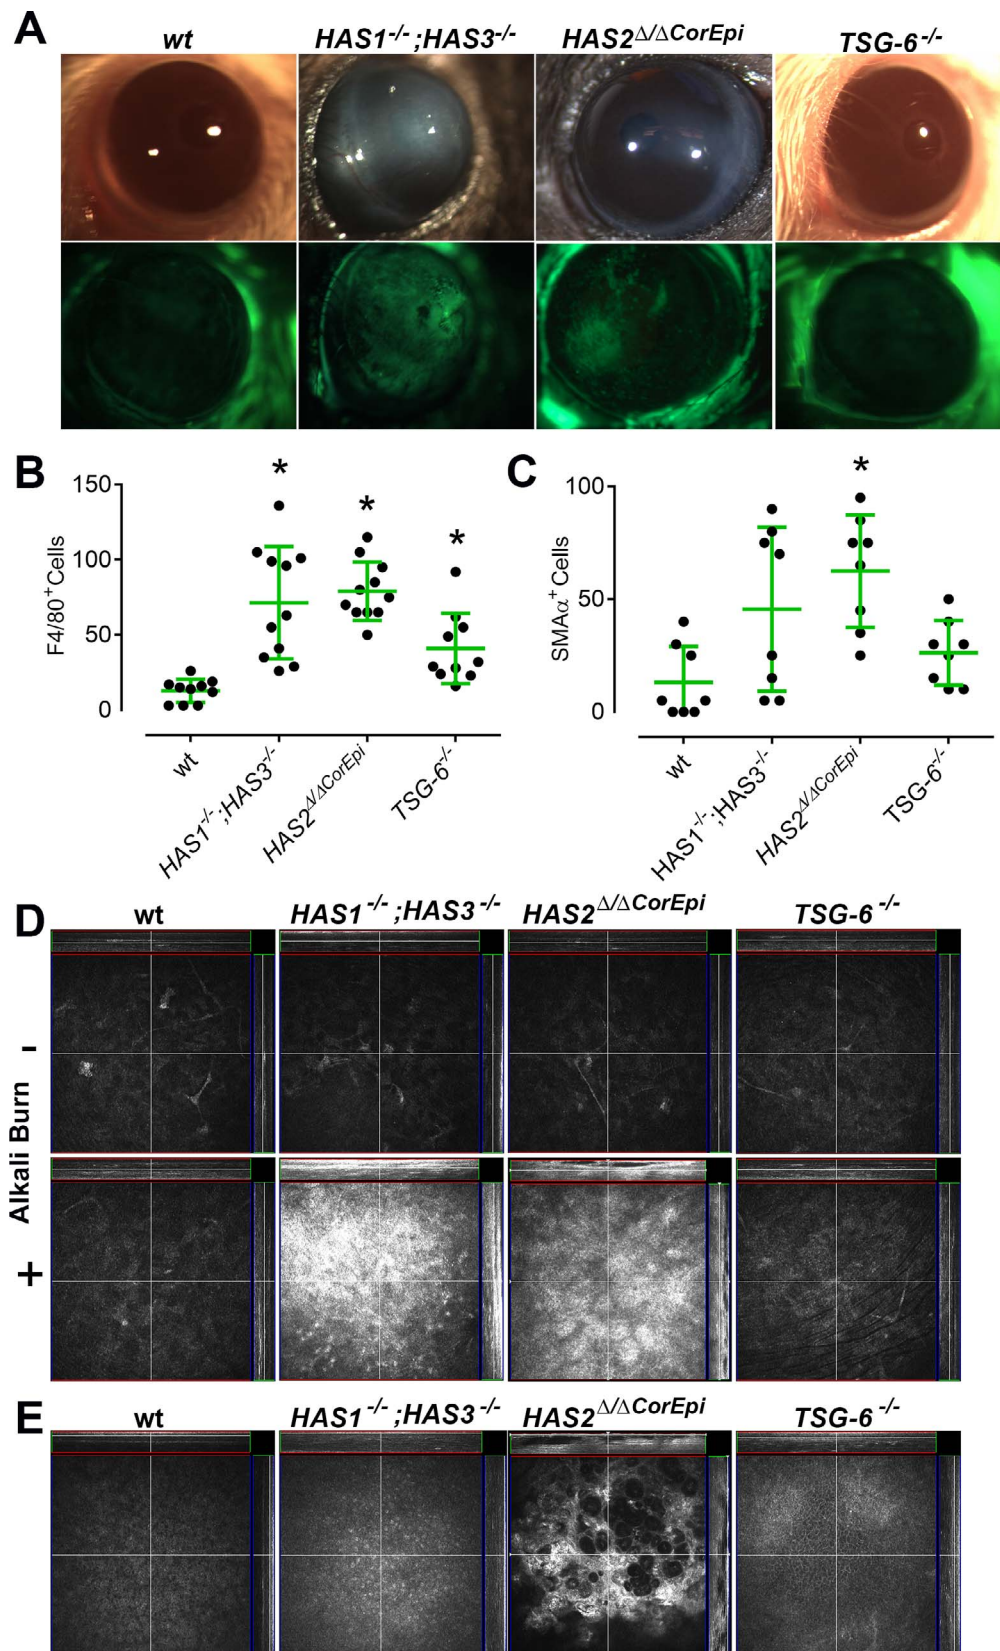 A
wt HAS1-/-;HAS3-/- HAS2Δ/ΔCorEpi TSG-6-/-
B
F4/80+Cells
150
100
50
0
*
*
*
wt
HAS1-/-;HAS3-/-
HAS2Δ/ΔCorEpi
TSG-6-/-
C
SMAα+ Cells
100
50
0
*
wt
HAS1-/-;HAS3-/-
HAS2Δ/ΔCorEpi
TSG-6-/-
D
wt HAS1-/-;HAS3-/- HAS2Δ/ΔCorEpi TSG-6-/-
Alkali Burn
-
+
E
wt HAS1-/-;HAS3-/- HAS2Δ/ΔCorEpi TSG-6-/-